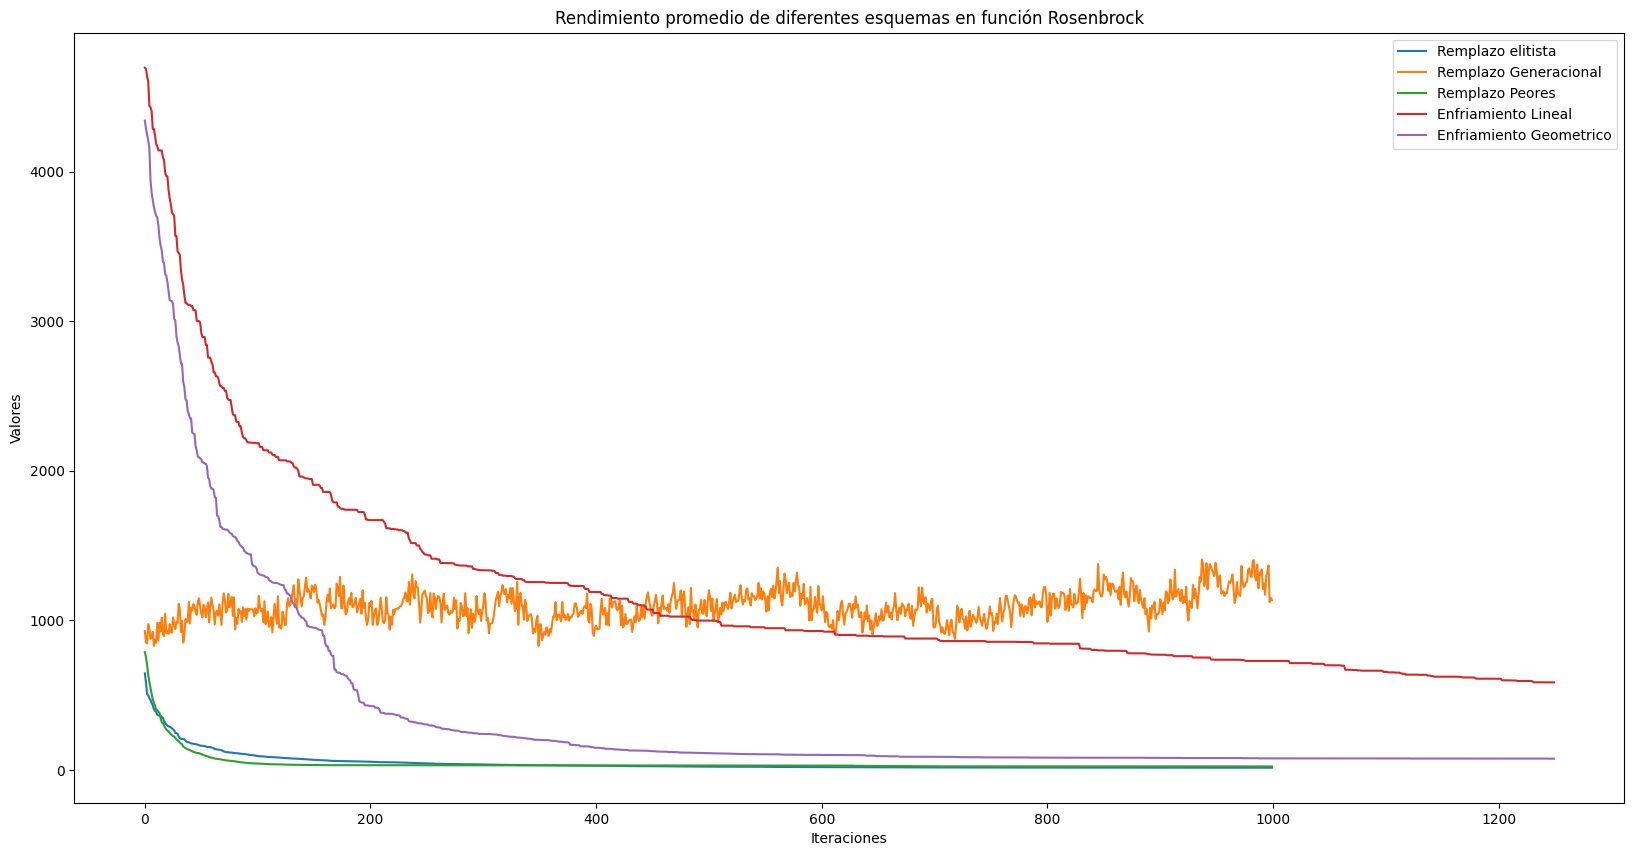 Rendimiento promedio de diferentes esquemas en función Rosenbrock
Remplazo elitista
Remplazo Generacional
Remplazo Peores
Enfriamiento Lineal
Enfriamiento Geometrico
Valores
4000
3000
2000
1000
0
0 200 400 600 800 1000 1200
Iteraciones